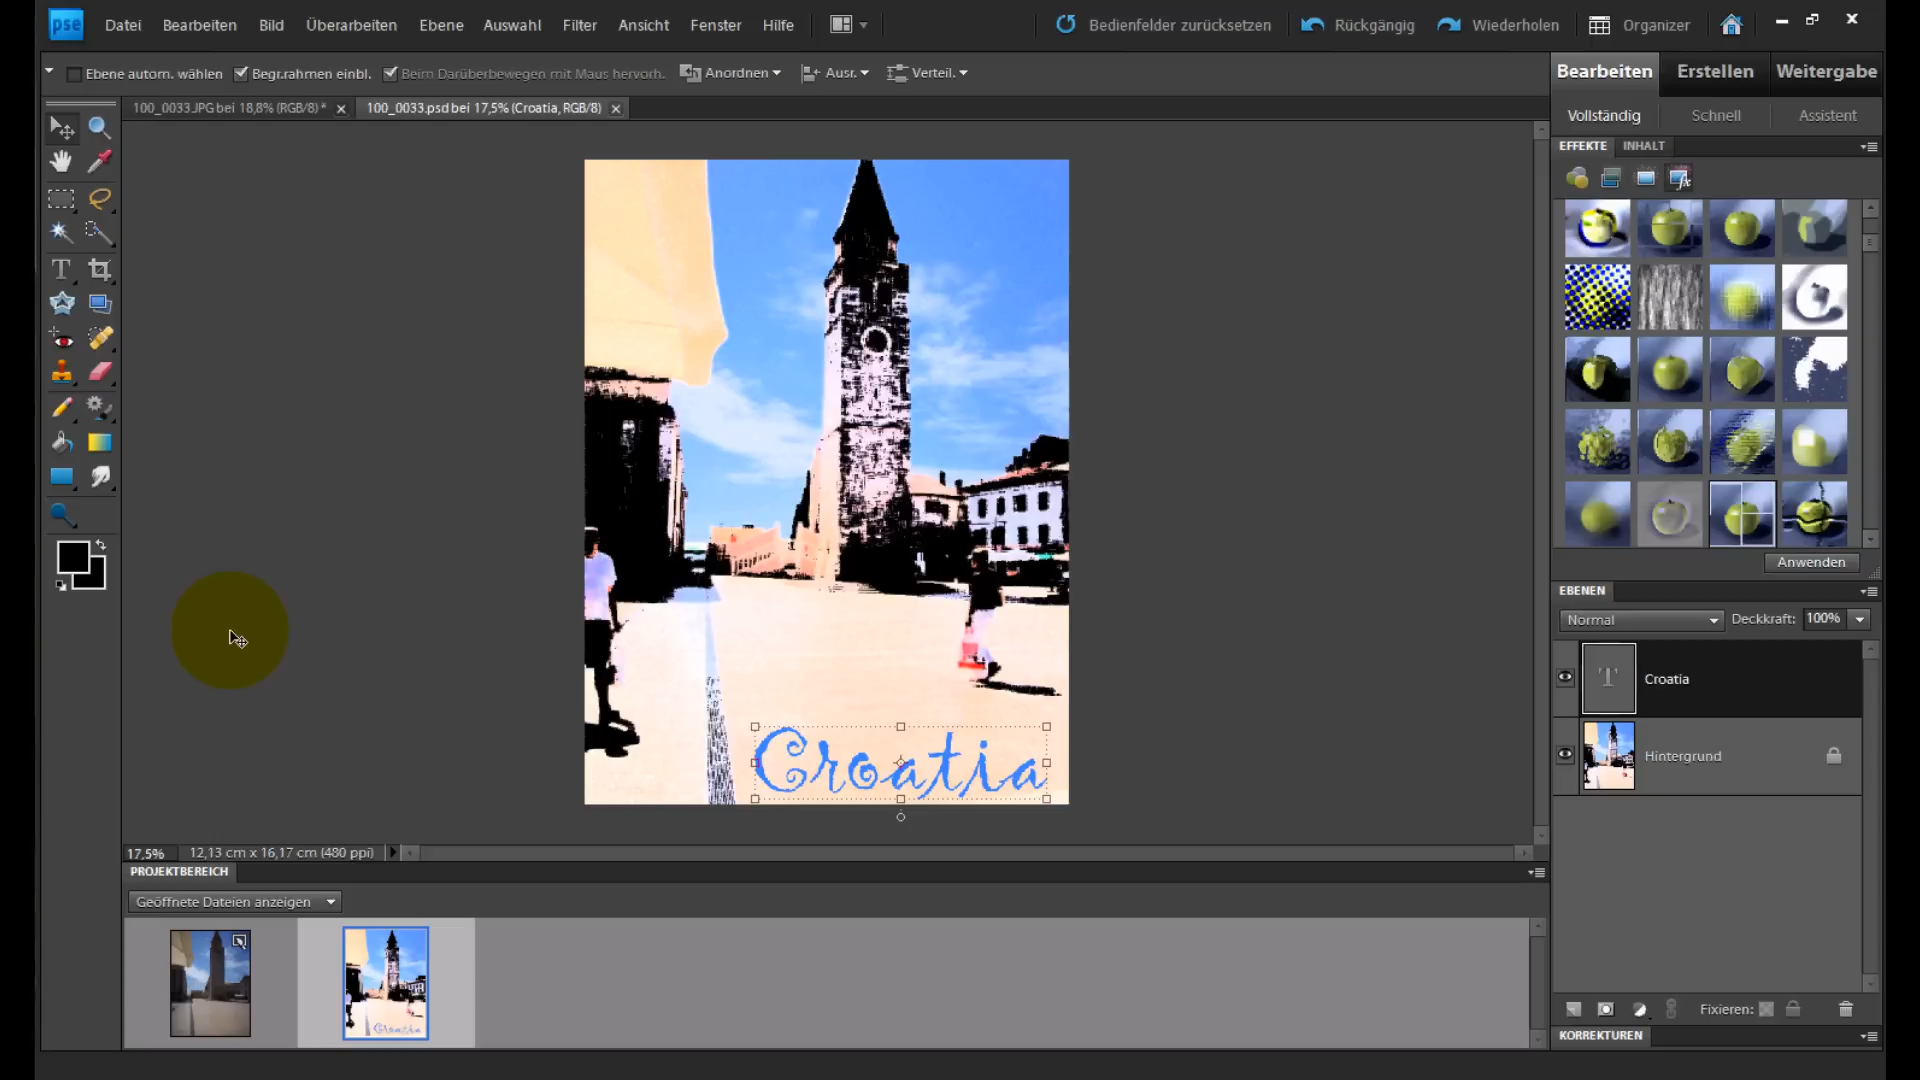 pse Datei Bearbeiten Bild Überarbeiten Ebene Auswahl Filter Ansicht Fenster Hilfe Bedienfelder zurücksetzen Rückgängig Wiederholen Organizer
Ebene autom. wählen Begr.rahmen einbl. Beim Darüberbewegen mit Maus hervorh. Anordnen Ausr. Verteil.
Bearbeiten Erstellen Weitergabe
100_0033.JPG bei 18,8% (RGB/8) * 100_0033.psd bei 17,5% (Croatia, RGB/8)
Vollständig Schnell Assistent
EFFEKTE INHALT
fx
T
Anwenden
EBENEN
Normal Deckkraft: 100%
T Croatia
Hintergrund
Croatia
17,5% 12,13 cm x 16,17 cm (480 ppi)
PROJEKTBEREICH
Geöffnete Dateien anzeigen
Croatia
Fixieren:
KORREKTUREN